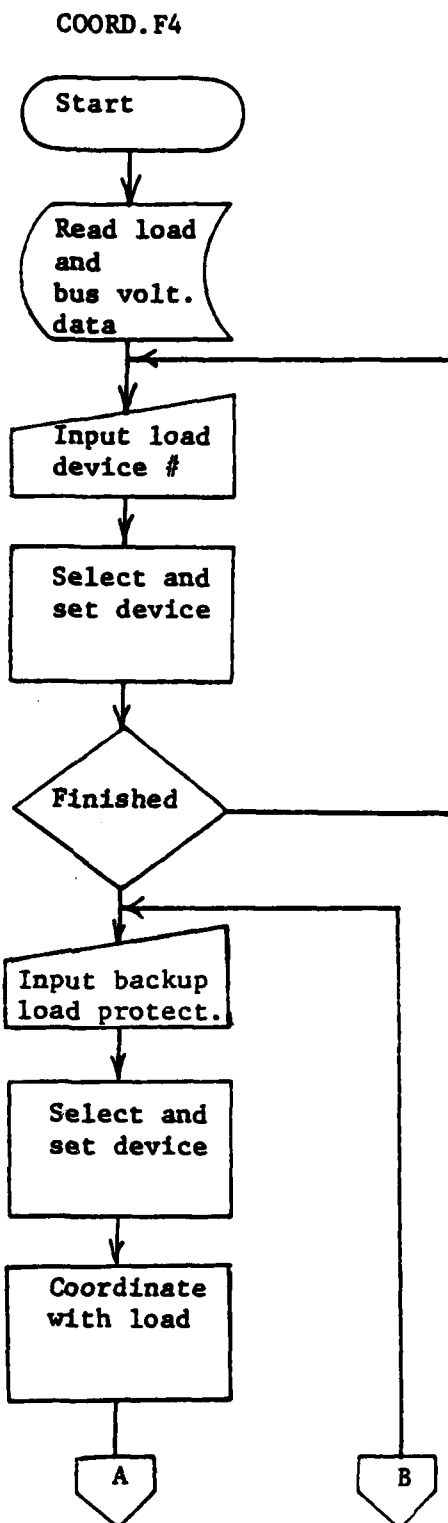 COORD.F4
Start
Read load
and
bus volt.
data
Input load
device #
Select and
set device
Finished
Input backup
load protect.
Select and
set device
Coordinate
with load
A
B